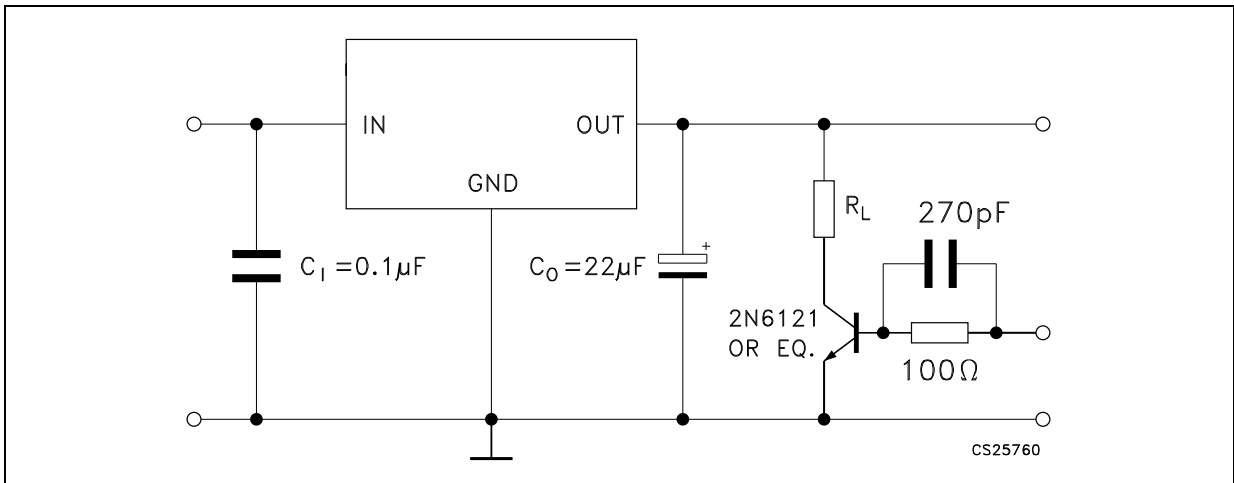 IN
OUT
GND
R_L
270pF
C_I =0.1µF
C_O =22µF
2N6121
OR EQ.
100Ω
CS25760